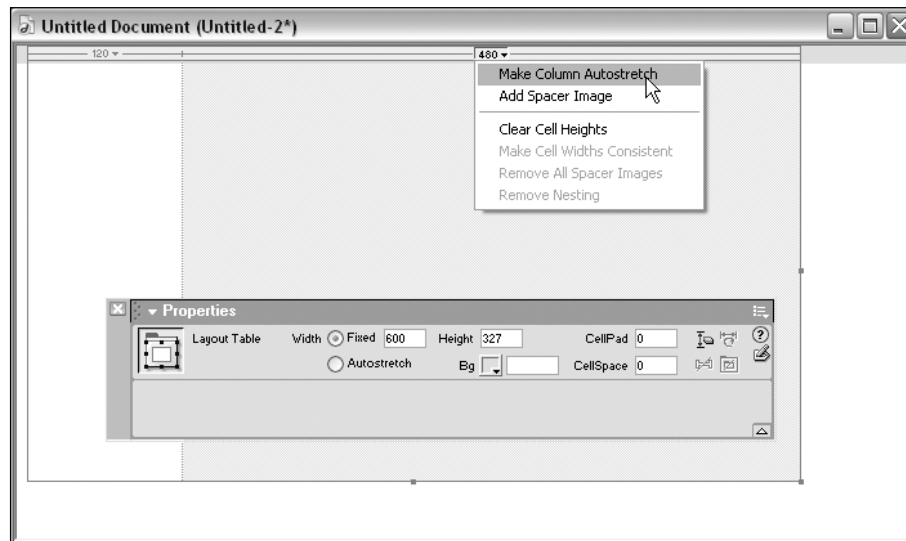 Untitled Document (Untitled-2*)
120
480
Make Column Autostretch
Add Spacer Image
Clear Cell Heights
Make Cell Widths Consistent
Remove All Spacer Images
Remove Nesting
Properties
Layout Table Width Fixed 600 Height 327 CellPad 0
Autostretch Bg CellSpace 0